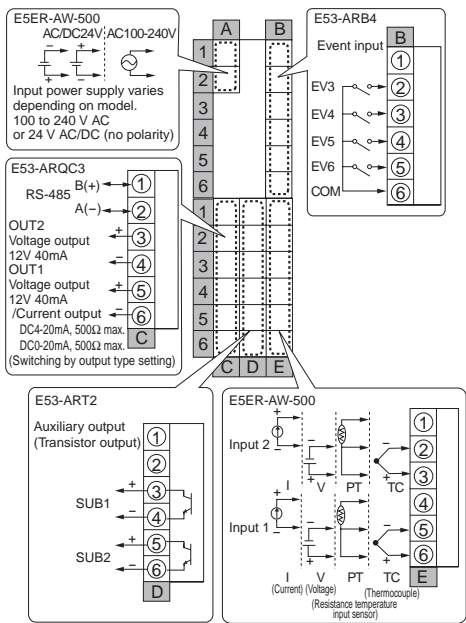 E5ER-AW-500
AC/DC24V AC100-240V
− +
+ −
Input power supply varies
depending on model.
100 to 240 V AC
or 24 V AC/DC (no polarity)
A B
1
2
3
4
5
6
1
2
3
4
5
6
C D E
E53-ARB4
Event input
B
1
EV3 2
EV4 3
EV5 4
EV6 5
COM 6
E53-ARQC3
RS-485
B(+) 1
A(−) 2
OUT2
+ 3
Voltage output
12V 40mA
− 4
OUT1
Voltage output
+ 5
12V 40mA
/Current output − 6
DC4-20mA, 500Ω max.
DC0-20mA, 500Ω max.
C
(Switching by output type setting)
E53-ART2
Auxiliary output
(Transistor output)
1
2
SUB1
+ 3
− 4
SUB2
+ 5
− 6
D
E5ER-AW-500
1
2
3
4
5
6
E
Input 2
+ −
− +
− +
I V PT TC
Input 1
+ −
− +
− +
I V PT TC
(Current) (Voltage) (Thermocouple)
(Resistance temperature
input sensor)